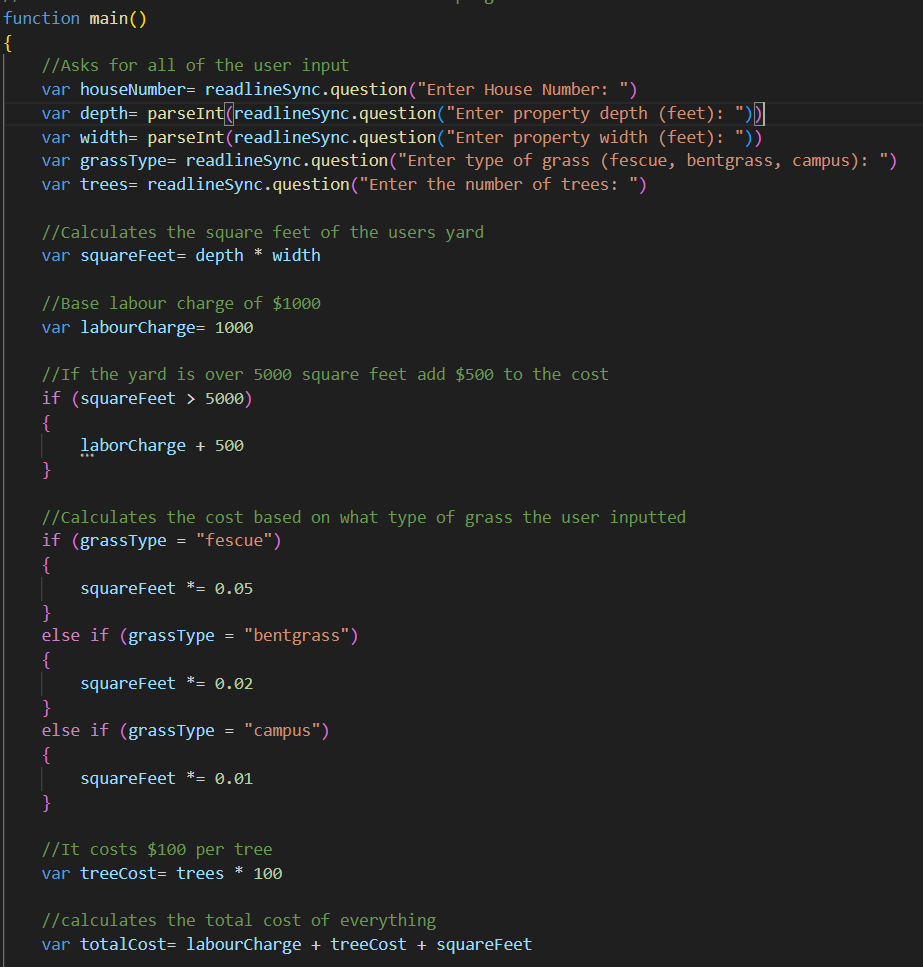 function main()
{
//Asks for all of the user input
var houseNumber= readlineSync.question("Enter House Number: ")
var depth= parseInt(readlineSync.question("Enter property depth (feet): "))
var width= parseInt(readlineSync.question("Enter property width (feet): "))
var grassType= readlineSync.question("Enter type of grass (fescue, bentgrass, campus): ")
var trees= readlineSync.question("Enter the number of trees: ")
//Calculates the square feet of the users yard
var squareFeet= depth * width
//Base labour charge of $1000
var labourCharge= 1000
//If the yard is over 5000 square feet add $500 to the cost
if (squareFeet > 5000)
{
laborCharge + 500
}
//Calculates the cost based on what type of grass the user inputted
if (grassType = "fescue")
{
squareFeet *= 0.05
}
else if (grassType = "bentgrass")
{
squareFeet *= 0.02
}
else if (grassType = "campus")
{
squareFeet *= 0.01
}
//It costs $100 per tree
var treeCost= trees * 100
//calculates the total cost of everything
var totalCost= labourCharge + treeCost + squareFeet